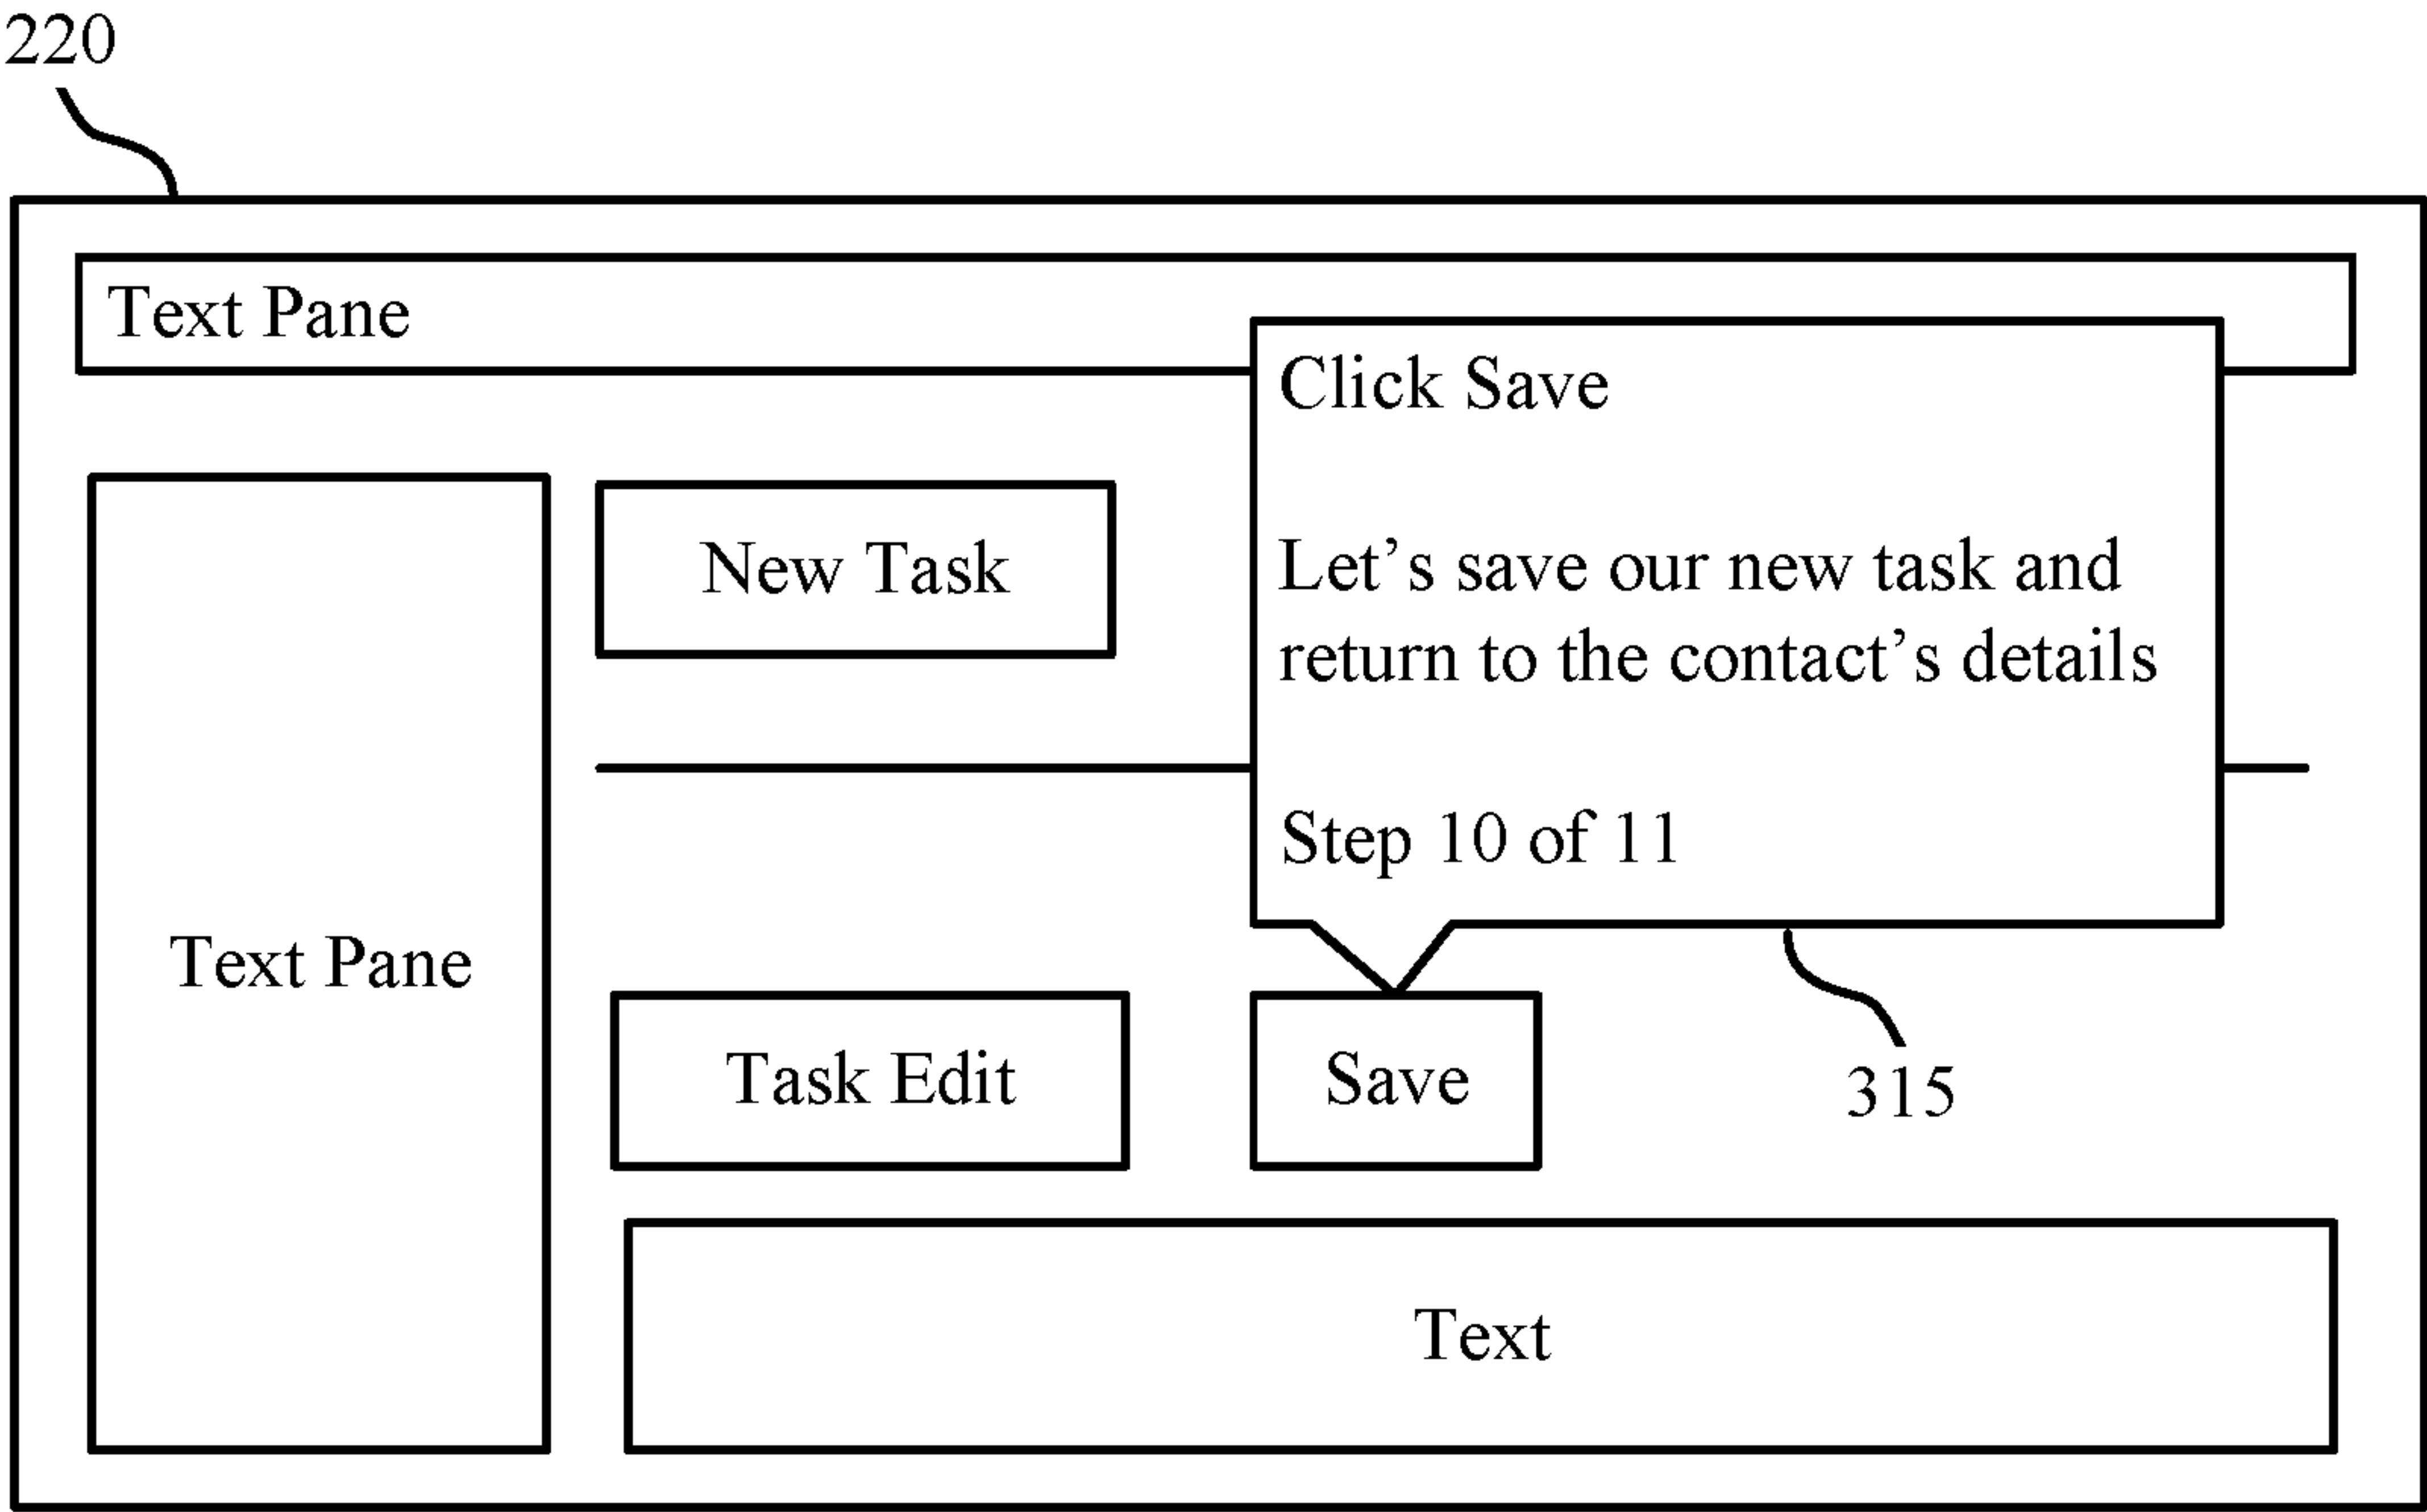 220
Text Pane
Click Save
Let’s save our new task and
return to the contact’s details
Step 10 of 11
New Task
Text Pane
Task Edit
Save
315
Text